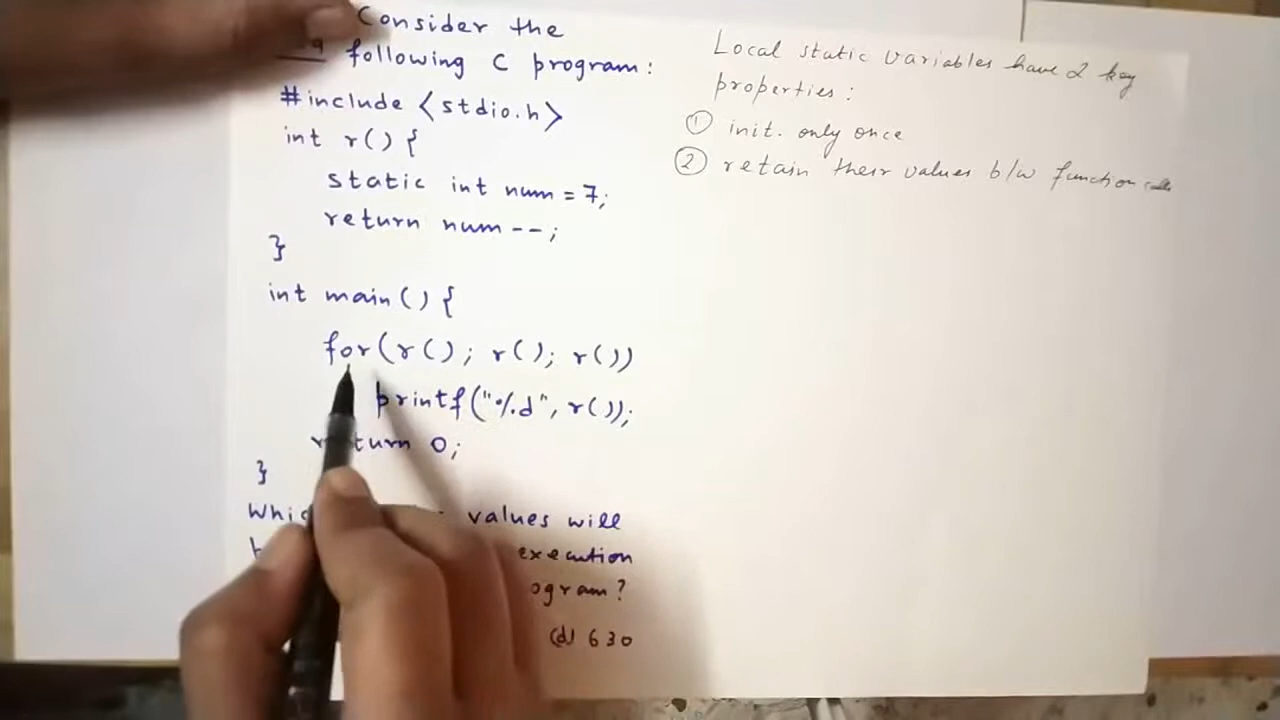 Consider the
following C program:
#include <stdio.h>
int r() {
static int num = 7;
return num--;
}
int main() {
for(r(); r(); r())
printf("%d", r());
return 0;
}
values will
execution
(d) 630
Local static variables have 2 key
properties:
① init. only once
② retain their values b/w function calls